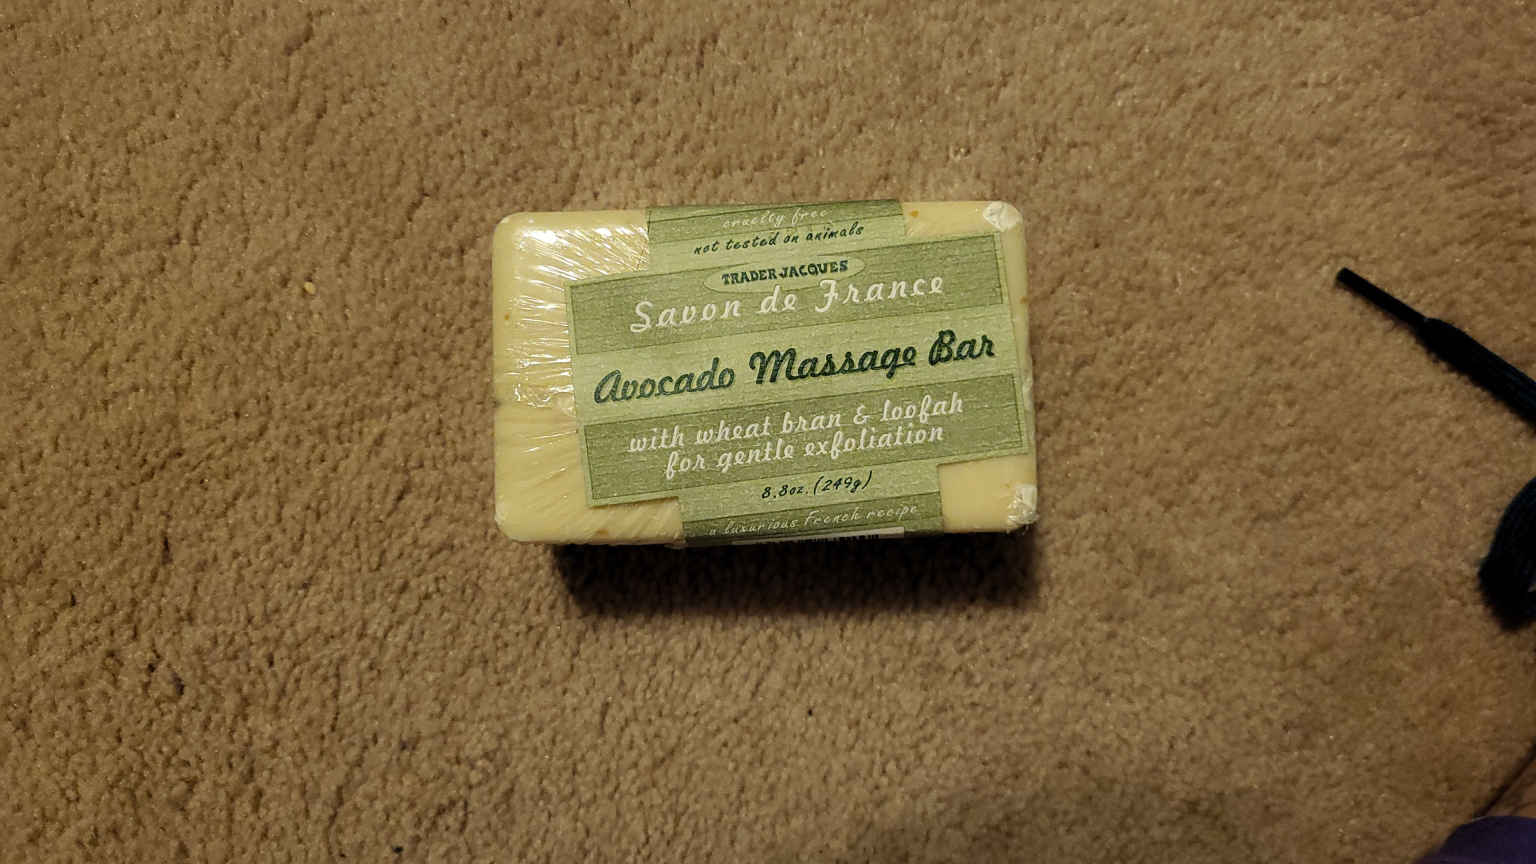 cruelty free
not tested on animals
TRADER JACQUES
Savon de France
Avocado Massage Bar
with wheat bran & loofah
for gentle exfoliation
8.8oz. (249g)
a luxurious French recipe